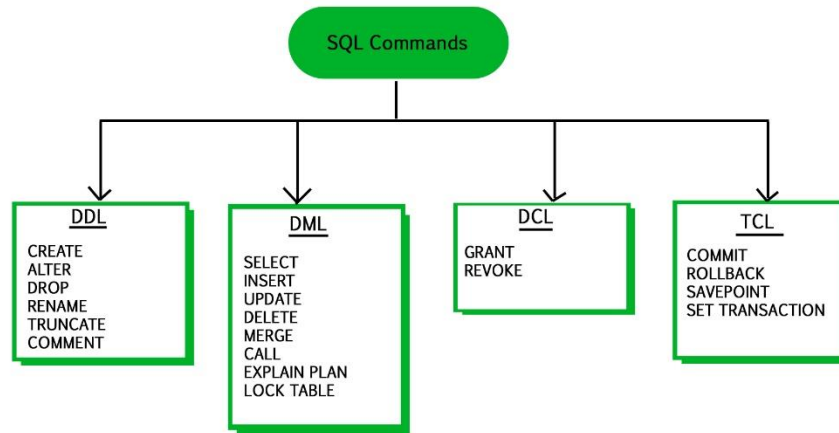 SQL Commands
DDL
CREATE
ALTER
DROP
RENAME
TRUNCATE
COMMENT
DML
SELECT
INSERT
UPDATE
DELETE
MERGE
CALL
EXPLAIN PLAN
LOCK TABLE
DCL
GRANT
REVOKE
TCL
COMMIT
ROLLBACK
SAVEPOINT
SET TRANSACTION